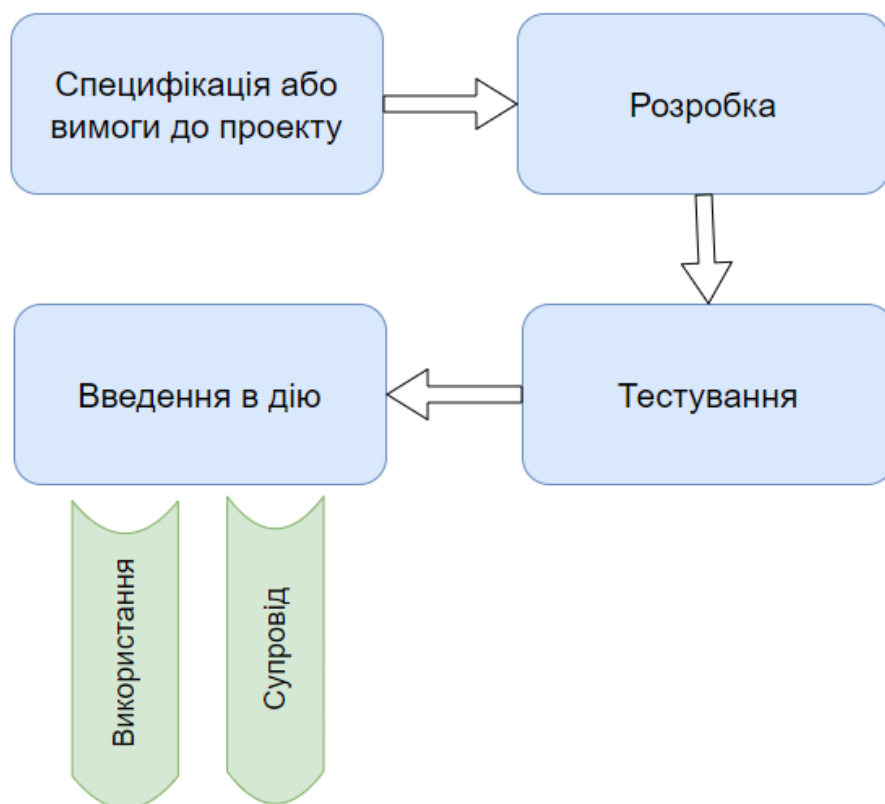 Специфікація або
вимоги до проекту
Розробка
Введення в дію
Тестування
Використання
Супровід